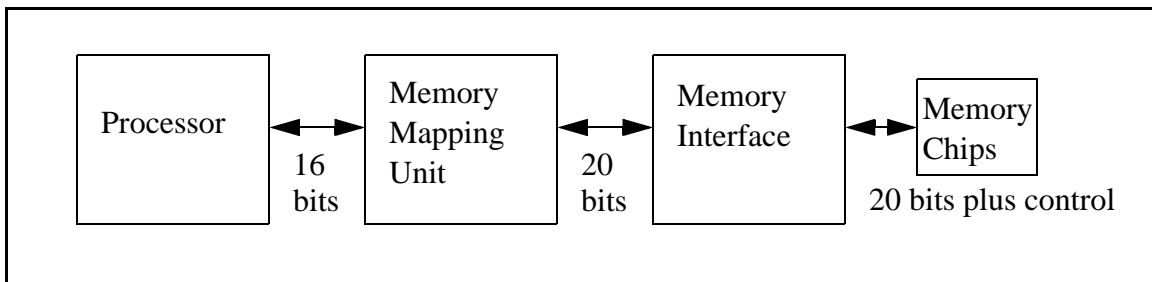 Processor
16
bits
Memory
Mapping
Unit
20
bits
Memory
Interface
Memory
Chips
20 bits plus control